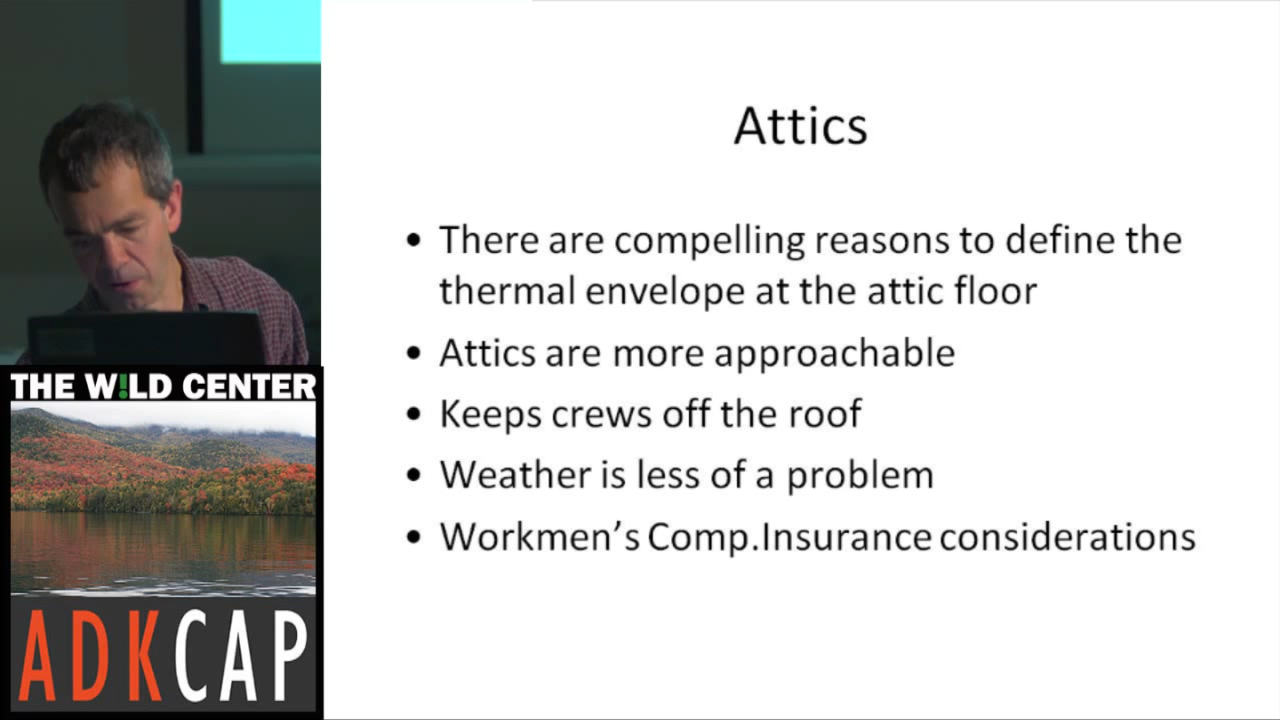 Attics
• There are compelling reasons to define the
thermal envelope at the attic floor
• Attics are more approachable
• Keeps crews off the roof
• Weather is less of a problem
• Workmen’s Comp.Insurance considerations
THE W!LD CENTER
ADKCAP